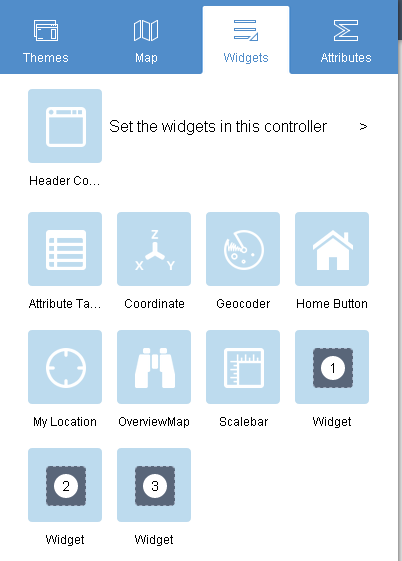 Themes Map Widgets Attributes
Set the widgets in this controller >
Header Co...
Z
X Y
Attribute Ta... Coordinate Geocoder Home Button
1
My Location OverviewMap Scalebar Widget
2 3
Widget Widget